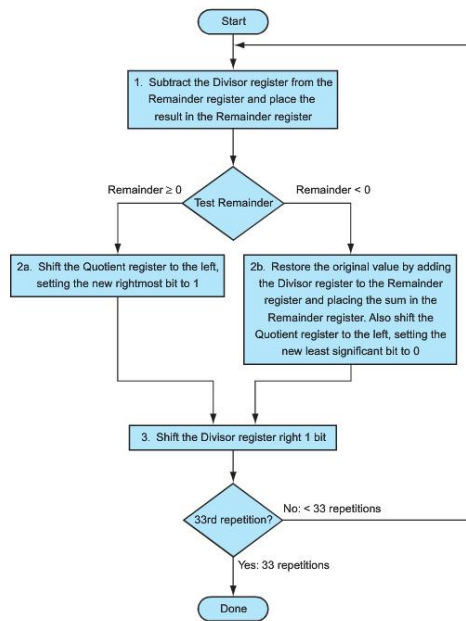 Start
1. Subtract the Divisor register from the
Remainder register and place the
result in the Remainder register
Remainder ≥ 0
Remainder < 0
Test Remainder
2a. Shift the Quotient register to the left,
setting the new rightmost bit to 1
2b. Restore the original value by adding
the Divisor register to the Remainder
register and placing the sum in the
Remainder register. Also shift the
Quotient register to the left, setting the
new least significant bit to 0
3. Shift the Divisor register right 1 bit
33rd repetition?
No: < 33 repetitions
Yes: 33 repetitions
Done